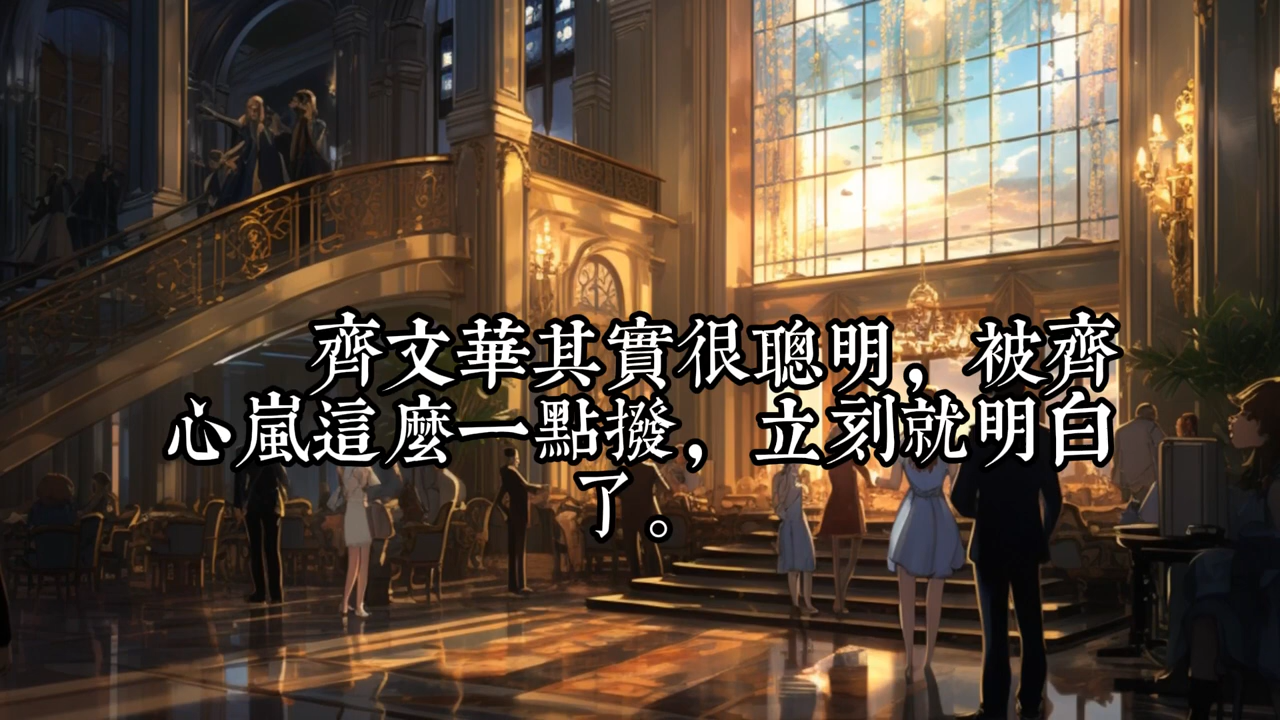 齊文華其實很聰明，被齊
心嵐這麼一點撥，立刻就明白
了。